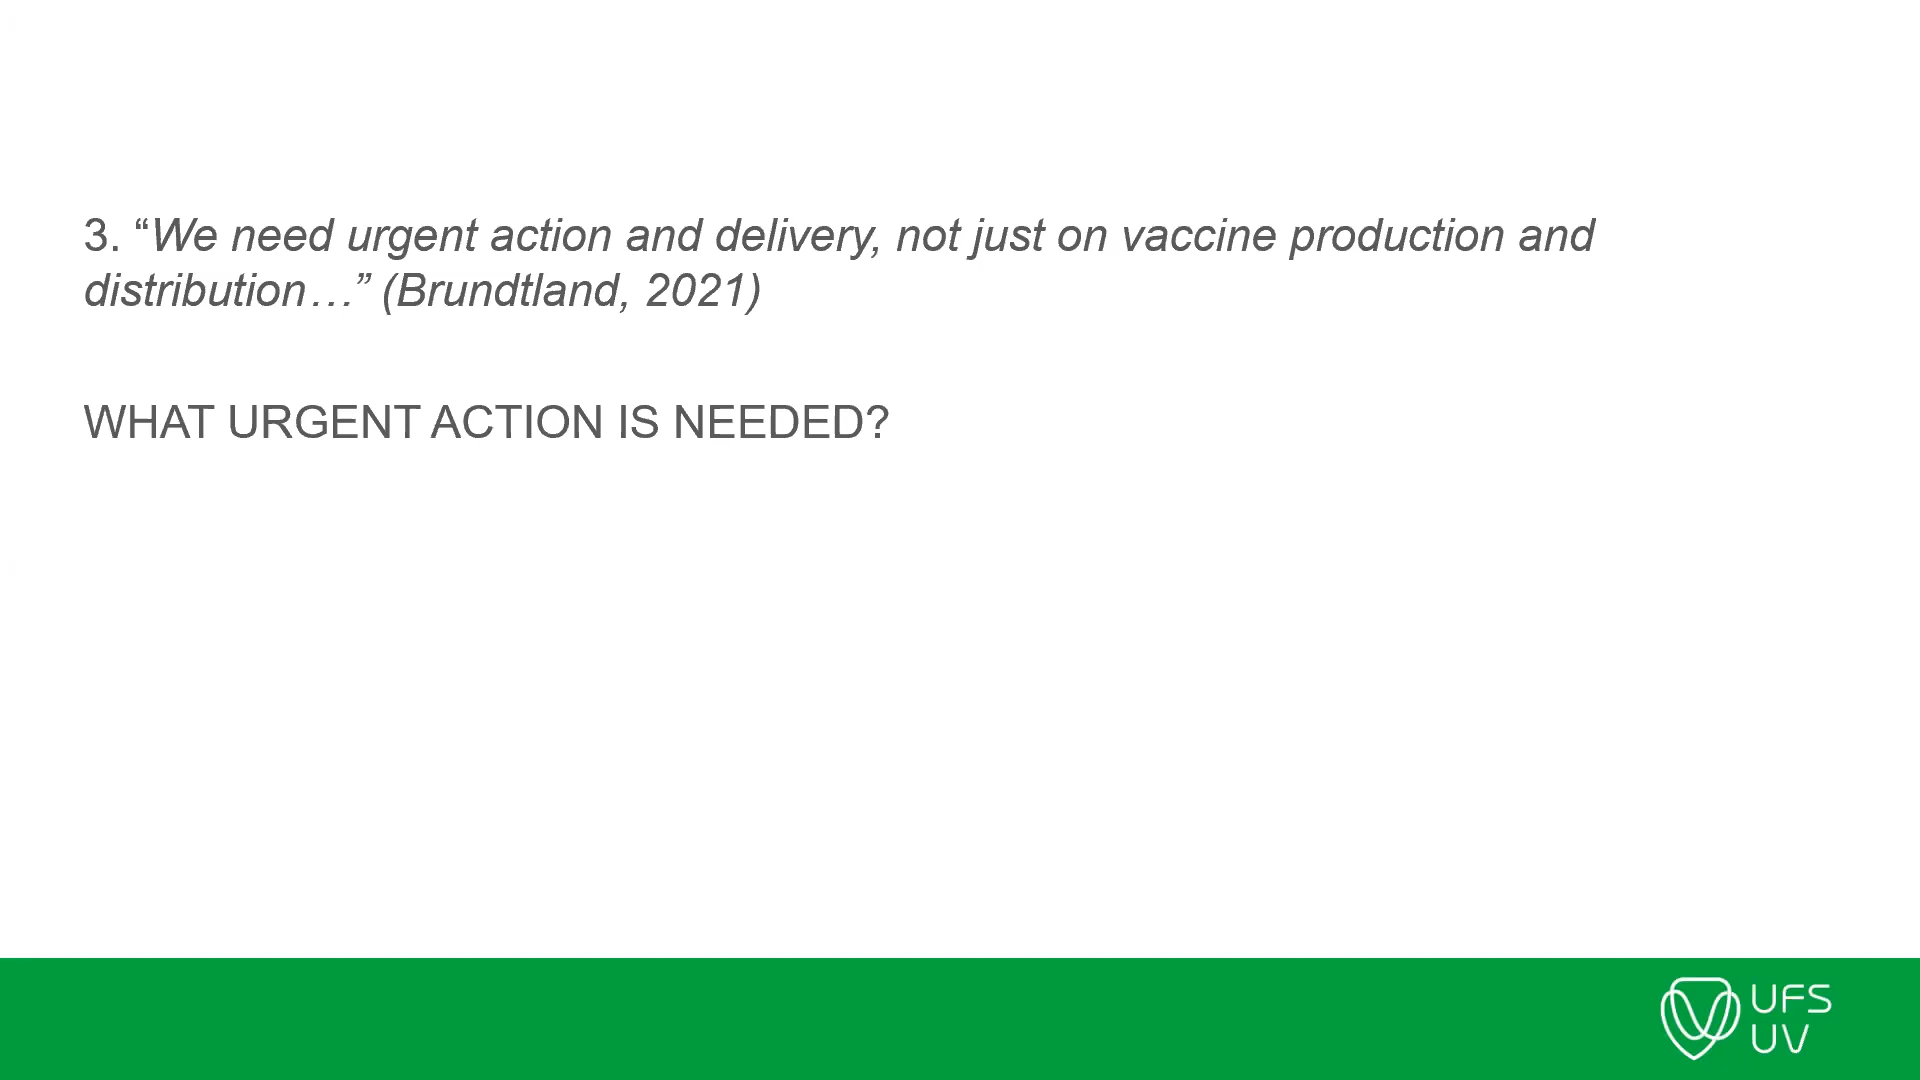 3. “We need urgent action and delivery, not just on vaccine production and
distribution…” (Brundtland, 2021)
WHAT URGENT ACTION IS NEEDED?
UFS
UV